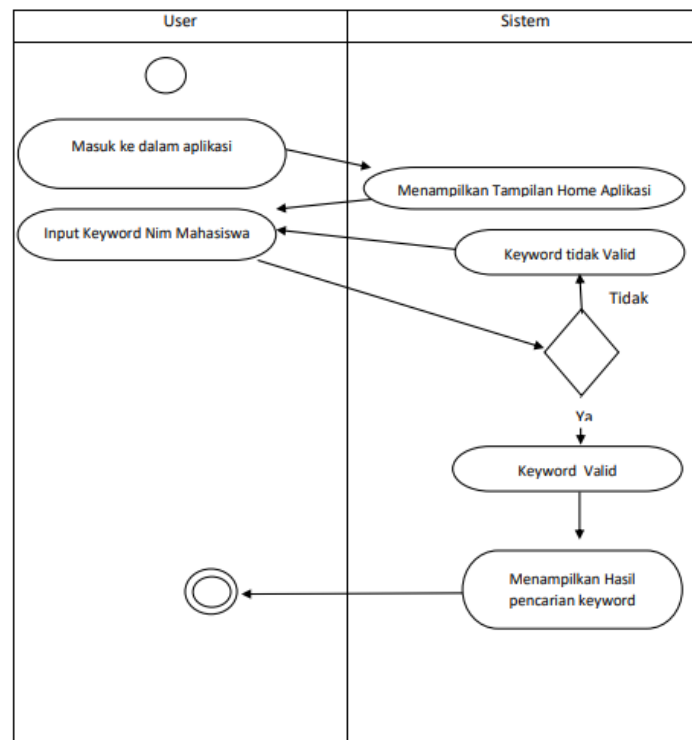 User
Sistem
Masuk ke dalam aplikasi
Menampilkan Tampilan Home Aplikasi
Input Keyword Nim Mahasiswa
Keyword tidak Valid
Tidak
Ya
Keyword Valid
Menampilkan Hasil
pencarian keyword